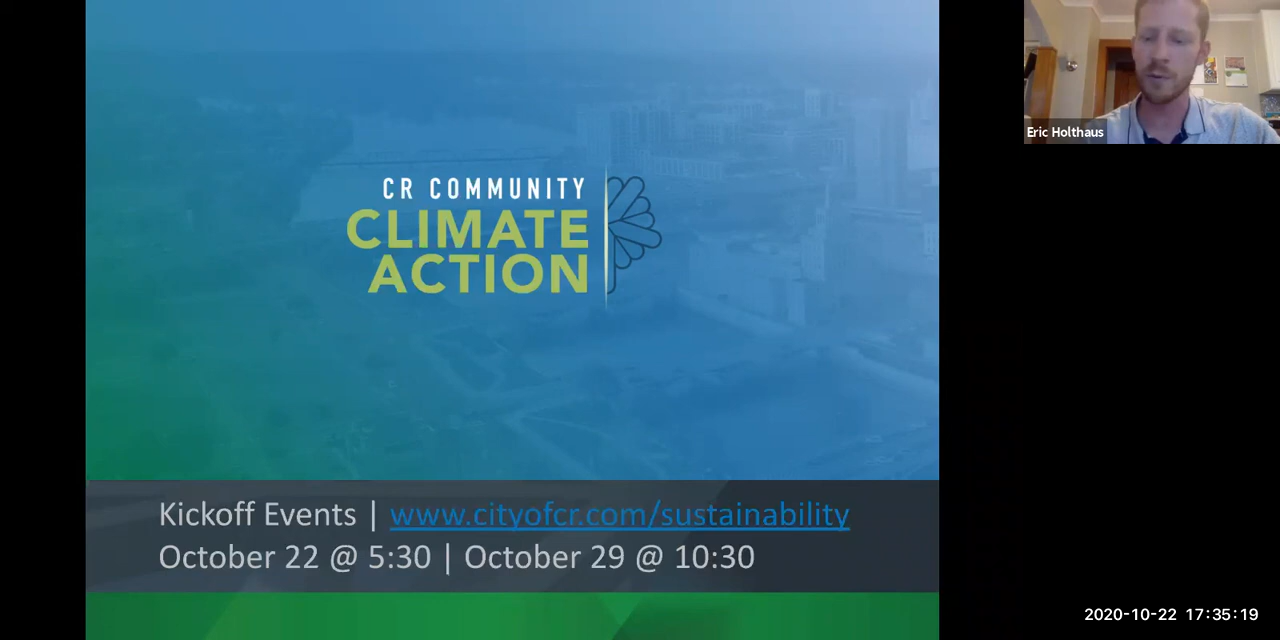 CR COMMUNITY
CLIMATE
ACTION
Kickoff Events | www.cityofcr.com/sustainability
October 22 @ 5:30 | October 29 @ 10:30
Eric Holthaus
2020-10-22 17:35:19